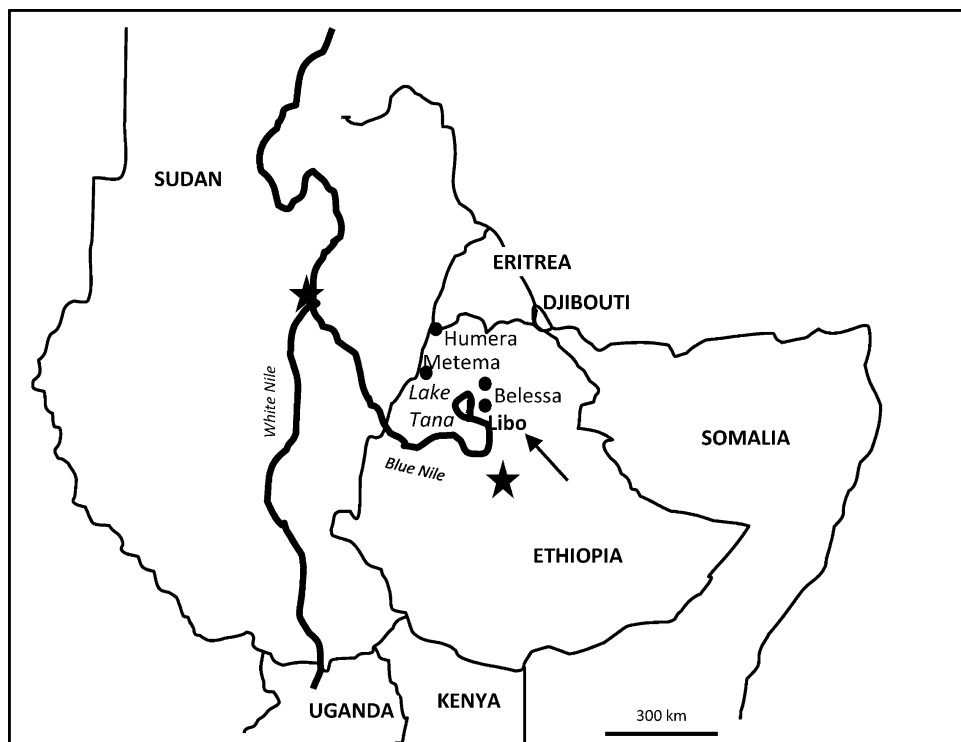 SUDAN
ERITREA
DJIBOUTI
Humera
Metema
Lake
Tana
Belessa
Libo
White Nile
Blue Nile
SOMALIA
ETHIOPIA
UGANDA
KENYA
300 km